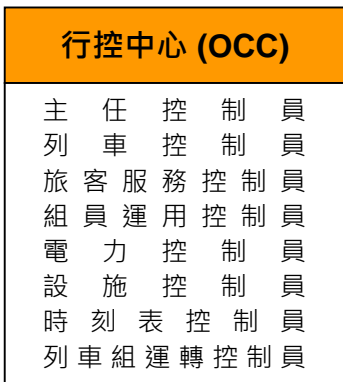 行控中心 (OCC)
主任控制員
列車控制員
旅客服務控制員
組員運用控制員
電力控制員
設施控制員
時刻表控制員
列車組運轉控制員